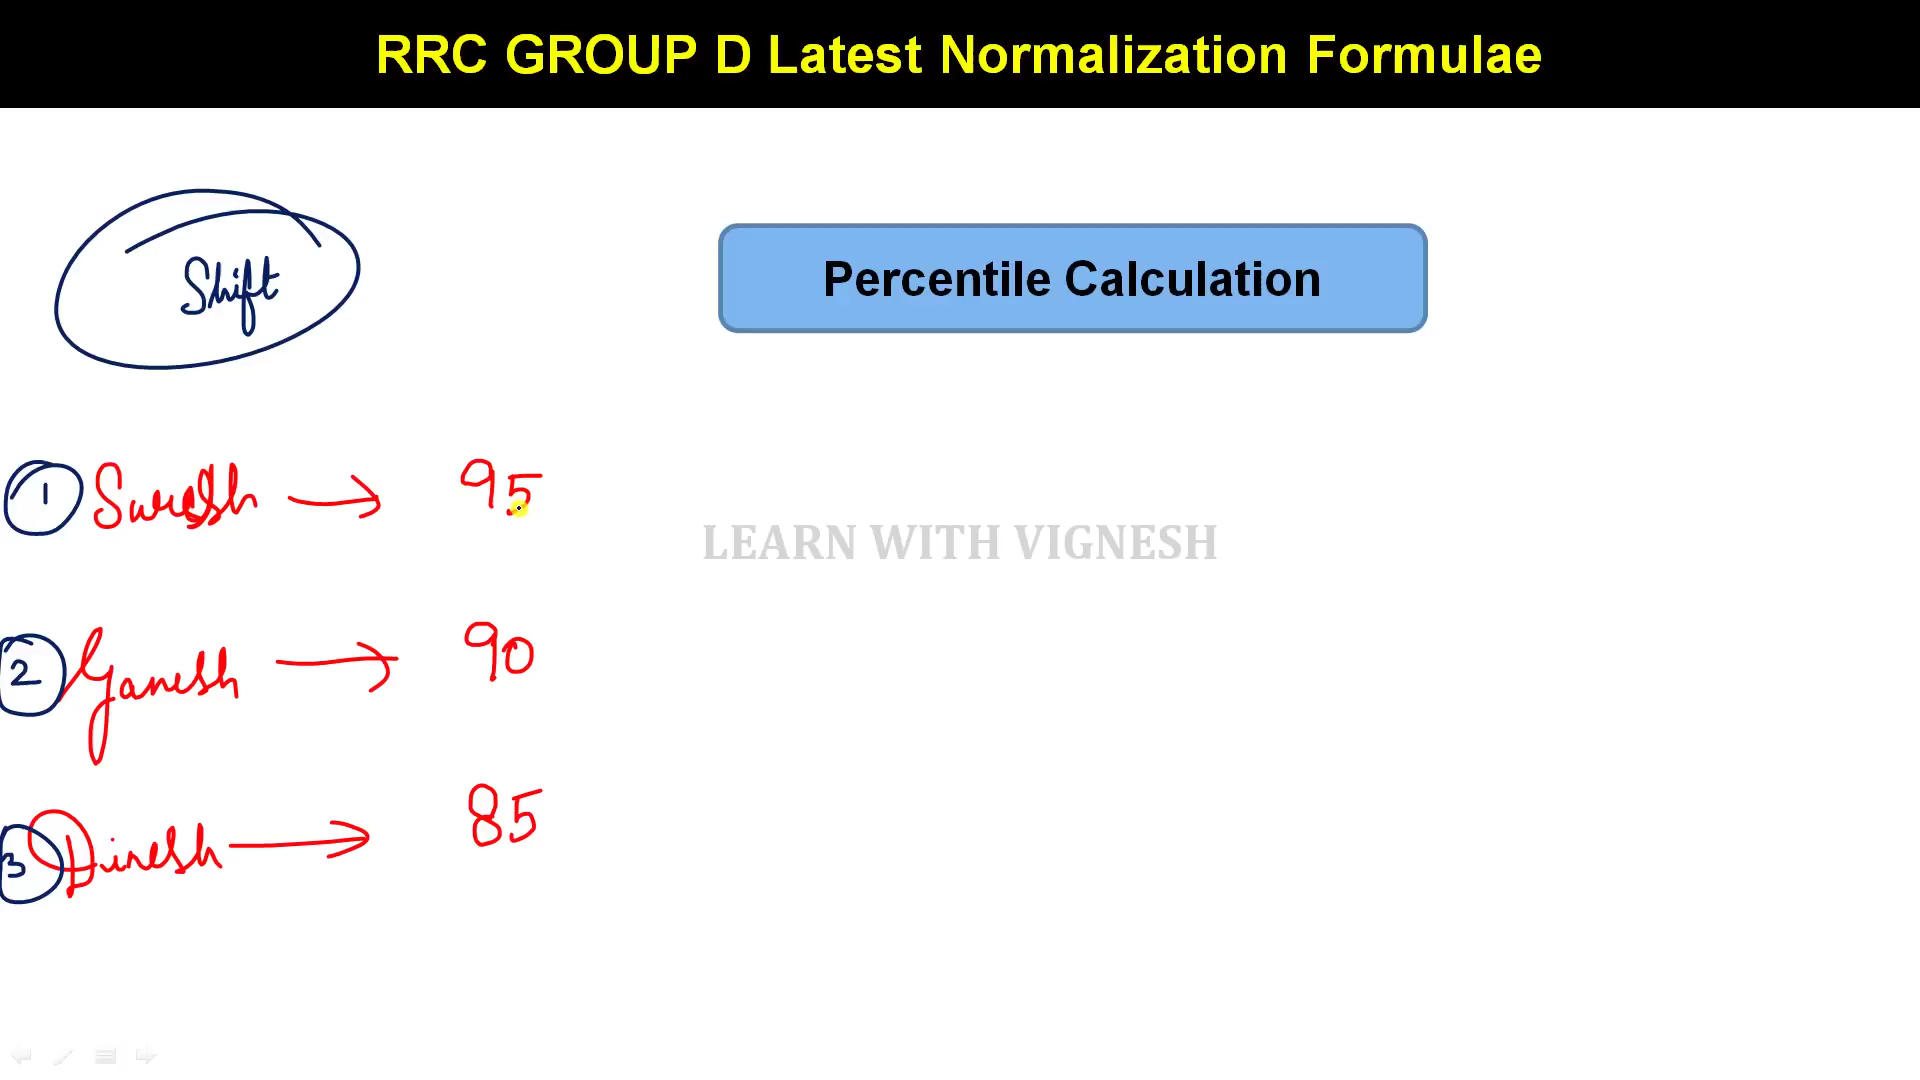 RRC GROUP D Latest Normalization Formulae
Shift
Percentile Calculation
1 Suresh → 95
LEARN WITH VIGNESH
2 Ganesh → 90
3 Dinesh → 85